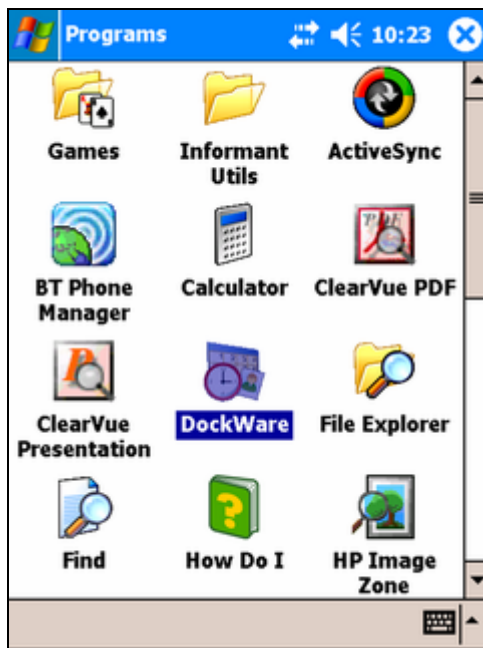 Programs 10:23
Games Informant Utils ActiveSync
BT Phone Manager Calculator ClearVue PDF
ClearVue Presentation DockWare File Explorer
Find How Do I HP Image Zone